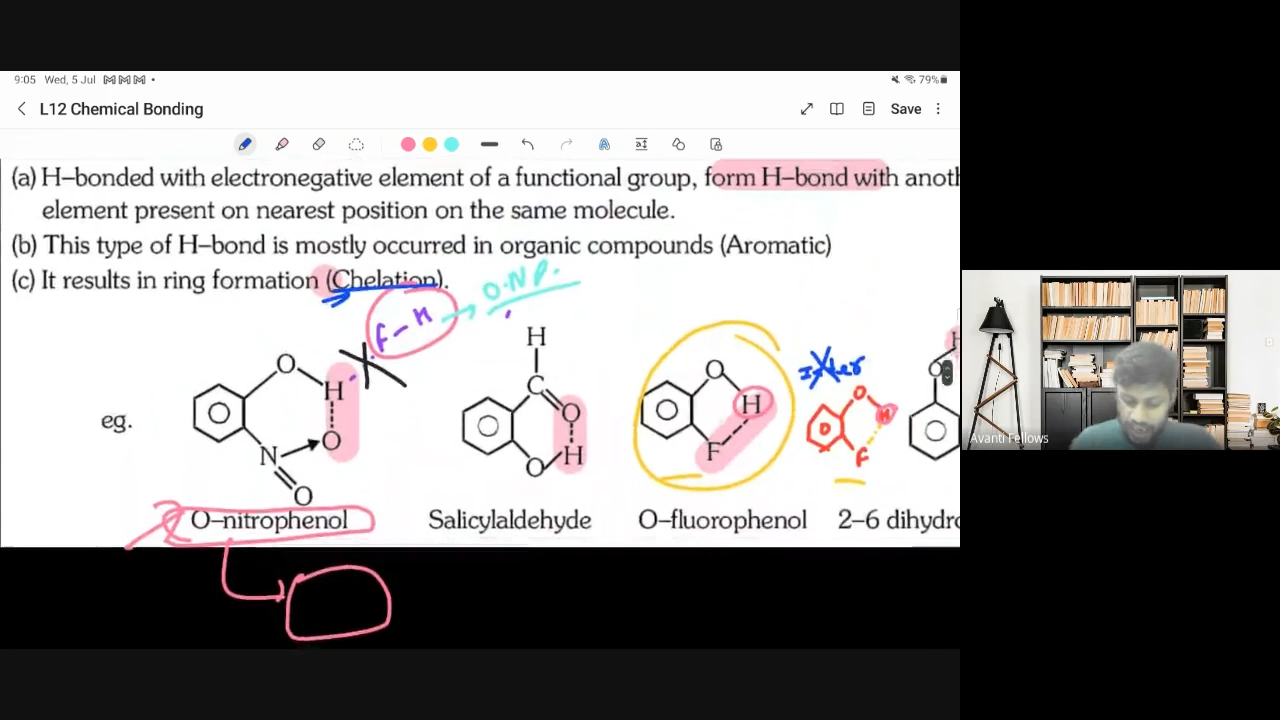 9:05 Wed, 5 Jul M M M •
79%
L12 Chemical Bonding
Save
(a) H–bonded with electronegative element of a functional group, form H–bond with anoth
element present on nearest position on the same molecule.
(b) This type of H–bond is mostly occurred in organic compounds (Aromatic)
(c) It results in ring formation (Chelation).
O.N.P.
F – H
H
O
H
C
O
H
O
Inter
O
H
O
H
O
eg.
O
H
F
F
N
O
O
H
O–nitrophenol
Salicylaldehyde
O–fluorophenol
2–6 dihydro
Avanti Fellows